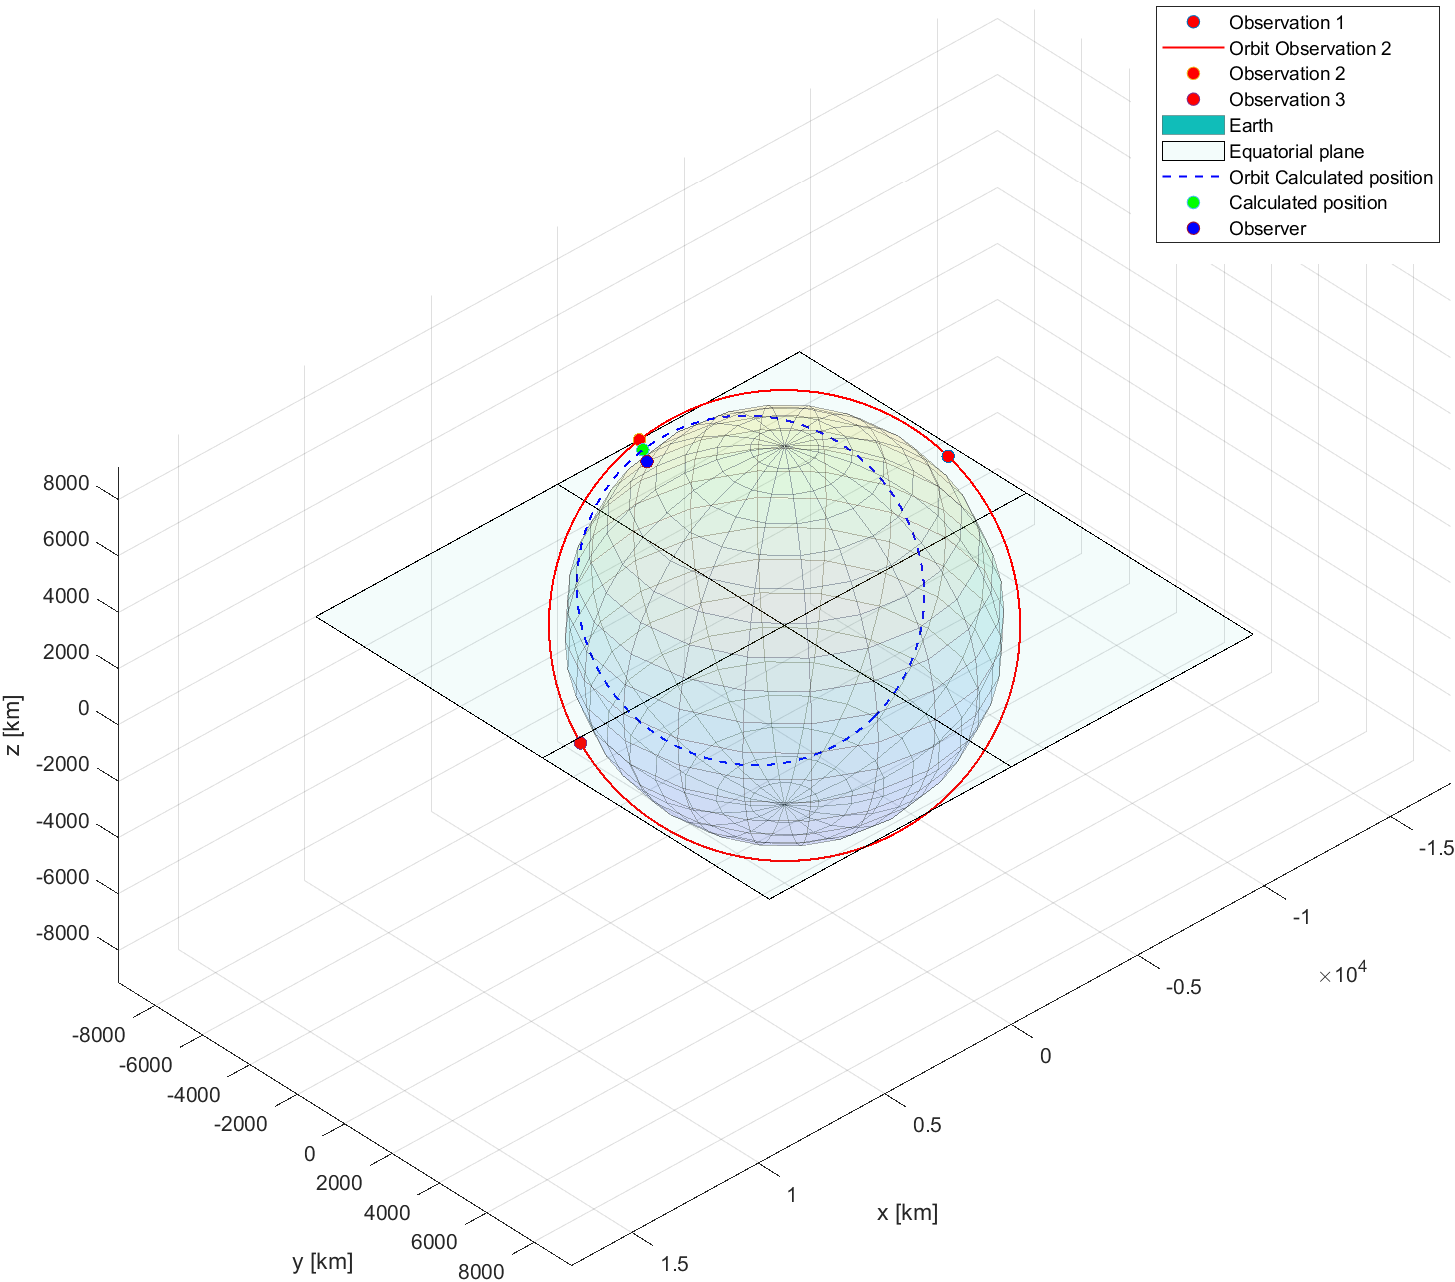 Observation 1
Orbit Observation 2
Observation 2
Observation 3
Earth
Equatorial plane
Orbit Calculated position
Calculated position
Observer
8000
6000
4000
2000
0
-2000
-4000
-6000
-8000
z [km]
-8000
-6000
-4000
-2000
0
2000
4000
6000
8000
y [km]
-1.5
-1
-0.5
0
0.5
1
1.5
×10⁴
x [km]